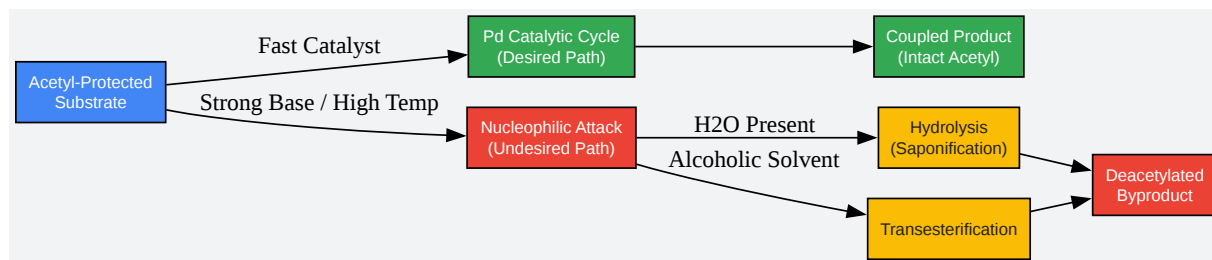 Acetyl-Protected
Substrate
Fast Catalyst
Strong Base / High Temp
Pd Catalytic Cycle
(Desired Path)
Nucleophilic Attack
(Undesired Path)
H2O Present
Alcoholic Solvent
Coupled Product
(Intact Acetyl)
Hydrolysis
(Saponification)
Transesterification
Deacetylated
Byproduct